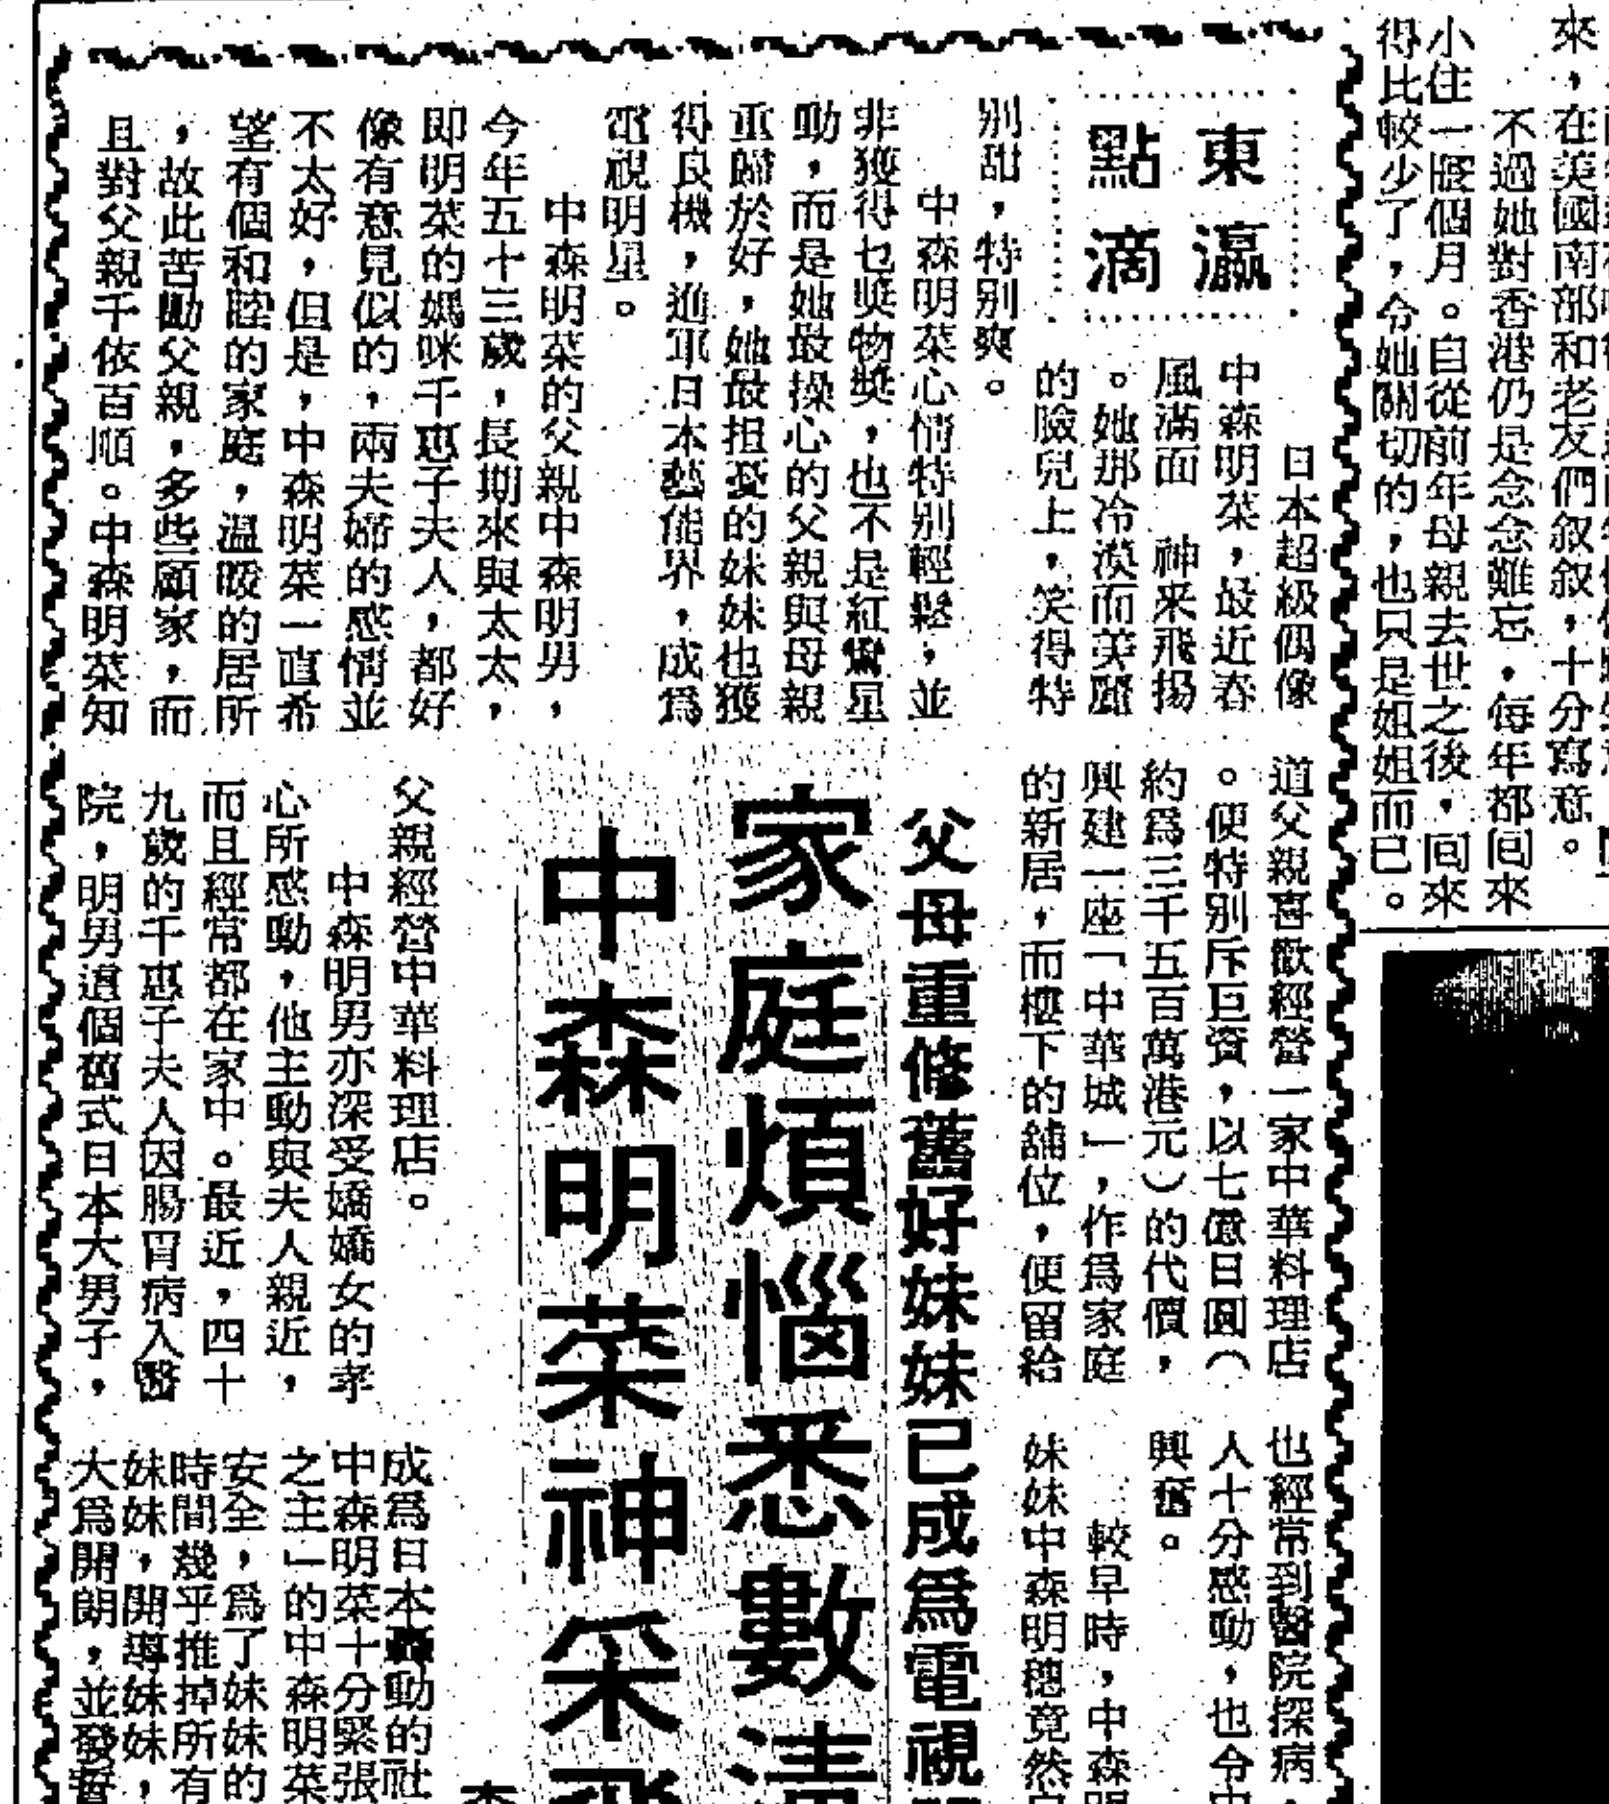 來，在美國南部和老友們叙叙，十分寫意。
不過她對香港仍是念念難忘，每年都囘來
小住一兩個月。自從前年母親去世之後，囘來
得比較少了，令她關切的，也只是姐姐而已。
東瀛
點滴
日本超級偶像
中森明菜，最近春
風滿面 神来飛揚
。她那冷漠而美麗
的臉兒上，笑得特
別甜，特別爽。
中森明菜心情特別輕鬆，並
非獲得乜獎物獎，也不是紅鸞星
動，而是她最操心的父親與母親
重歸於好，她最担憂的妹妹也獲
得良機，進軍日本藝能界，成爲
電視明星。
中森明菜的父親中森明男，
今年五十三歲，長期來與太太，
即明菜的媽咪千惠子夫人，都好
像有意見似的，兩夫婦的感情並
不太好，但是，中森明菜一直希
望有個和睦的家庭，溫暖的居所
，故此苦勸父親，多些顧家，而
且對父親千依百順。中森明菜知
道父親喜歡經營一家中華料理店
。便特別斥巨資，以七億日圓（
約爲三千五百萬港元）的代價，
興建一座「中華城」，作爲家庭
的新居，而樓下的舖位，便留給
父母重修舊好妹妹已成爲電視
家庭煩惱悉數清
中森明菜神采飛
父親經營中華料理店。
中森明男亦深受嬌嬌女的孝
心所感動，他主動與夫人親近，
而且經常都在家中。最近，四十
九歲的千惠子夫人因腸胃病入醫
院，明男這個舊式日本大男子，
也經常到醫院探病，
人十分感動，也令中
興奮。
較早時，中森明
妹妹中森明穗竟然自
成爲日本轟動的社
中森明菜十分緊張
之主」的中森明菜
安全，爲了妹妹的
時間幾乎推掉所有
妹妹，開導妹妹，
大爲開朗，並發誓